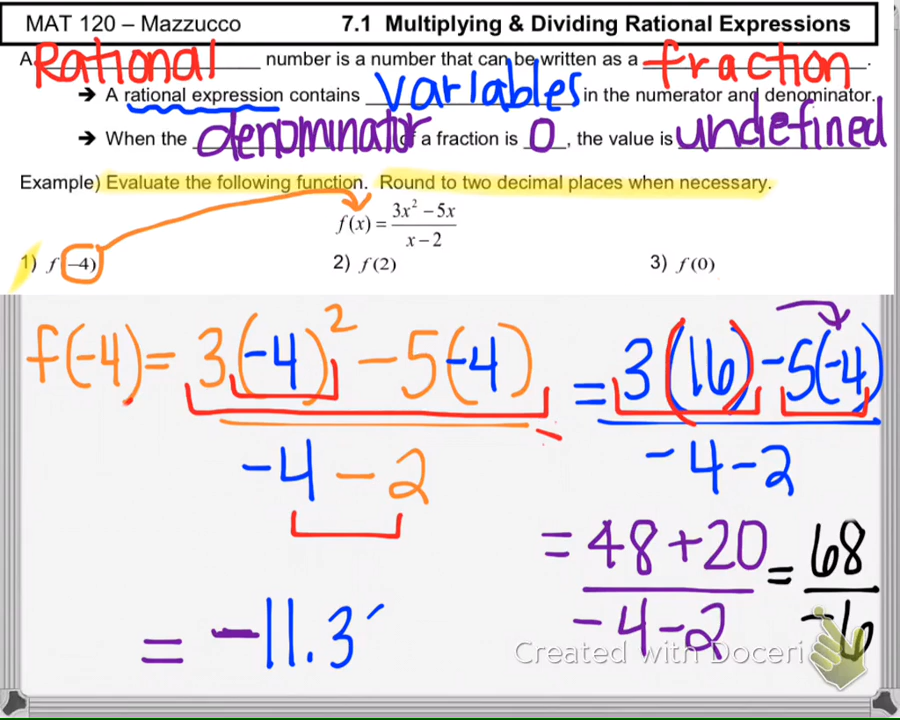 MAT 120 – Mazzucco 7.1 Multiplying & Dividing Rational Expressions
A Rational number is a number that can be written as a fraction.
➔ A rational expression contains variables in the numerator and denominator.
➔ When the denominator of a fraction is 0, the value is undefined
Example) Evaluate the following function. Round to two decimal places when necessary.
f(x) = (3x² − 5x)/(x − 2)
1) f(−4) 2) f(2) 3) f(0)
f(-4) = (3(-4)² - 5(-4))/(-4 - 2) = (3(16) - 5(-4))/(-4 - 2)
= (48 + 20)/(-4 - 2) = 68/-6
= -11.3
Created with Doceri